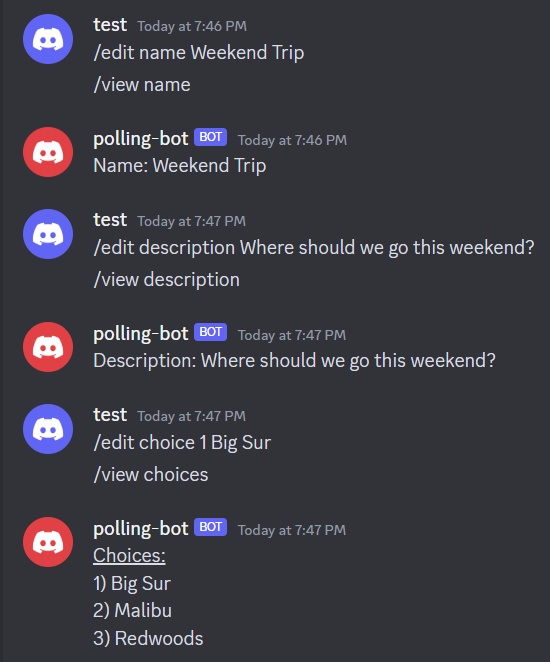 test Today at 7:46 PM
/edit name Weekend Trip
/view name
polling-bot BOT Today at 7:46 PM
Name: Weekend Trip
test Today at 7:47 PM
/edit description Where should we go this weekend?
/view description
polling-bot BOT Today at 7:47 PM
Description: Where should we go this weekend?
test Today at 7:47 PM
/edit choice 1 Big Sur
/view choices
polling-bot BOT Today at 7:47 PM
Choices:
1) Big Sur
2) Malibu
3) Redwoods